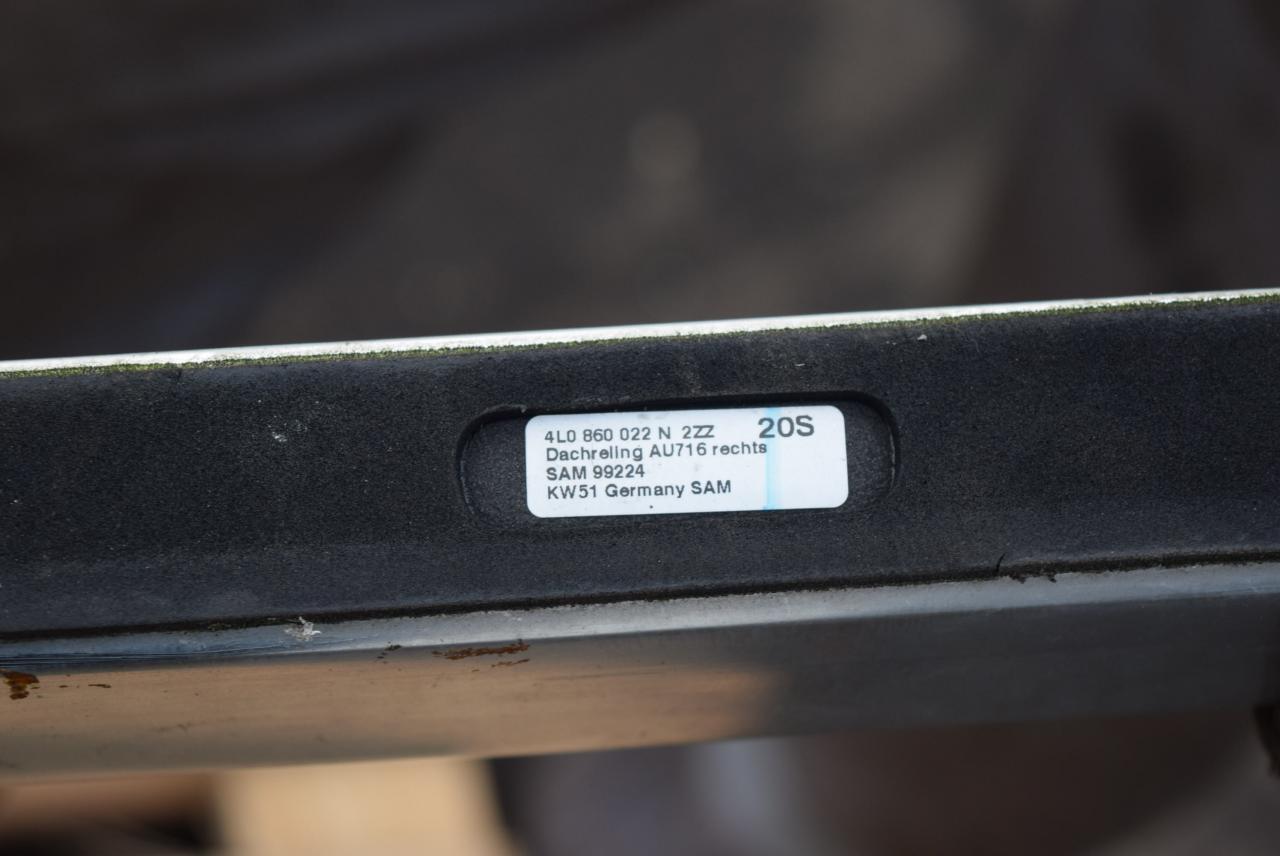 4L0 860 022 N 2ZZ 20S
Dachreling AU716 rechts
SAM 99224
KW51 Germany SAM